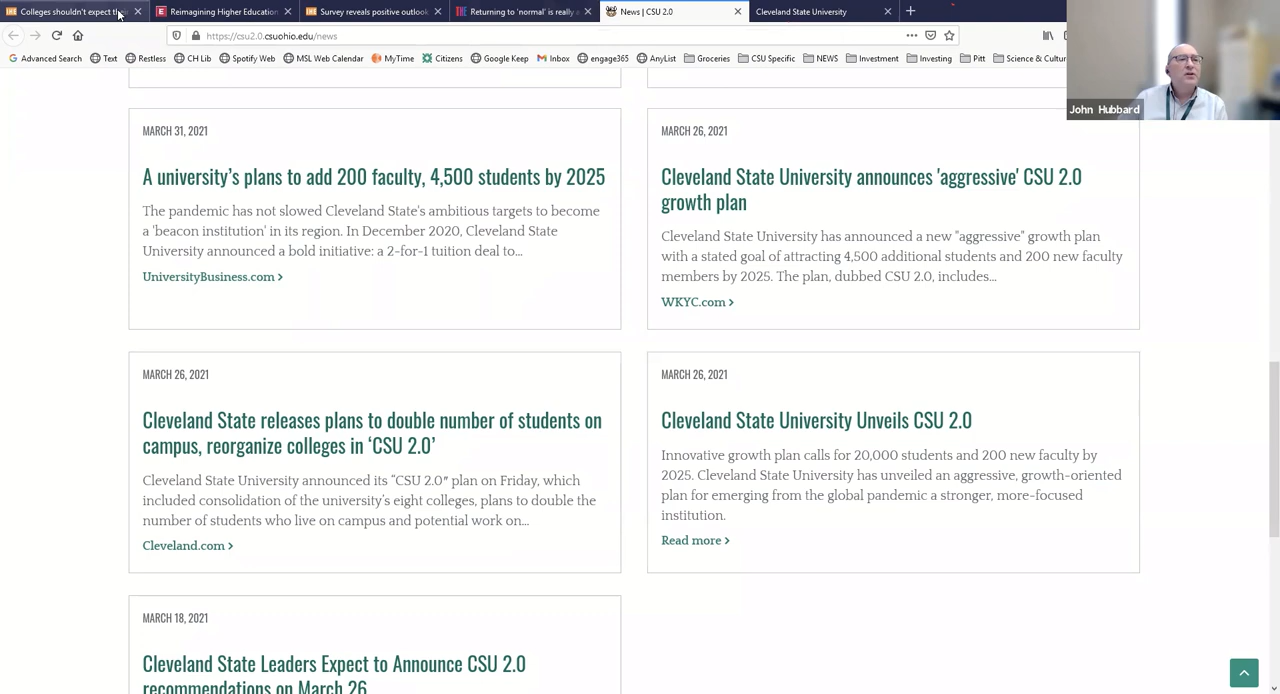 Colleges shouldn't expect the
Reimagining Higher Education
Survey reveals positive outlook
Returning to 'normal' is really
News | CSU 2.0
Cleveland State University
https://csu2.0.csuohio.edu/news
Advanced Search
Text
Restless
CH Lib
Spotify Web
MSL Web Calendar
MyTime
Citizens
Google Keep
Inbox
engage365
AnyList
Groceries
CSU Specific
NEWS
Investment
Investing
Pitt
Science & Cultur
John Hubbard
MARCH 31, 2021
A university’s plans to add 200 faculty, 4,500 students by 2025
The pandemic has not slowed Cleveland State's ambitious targets to become
a 'beacon institution' in its region. In December 2020, Cleveland State
University announced a bold initiative: a 2-for-1 tuition deal to...
UniversityBusiness.com >
MARCH 26, 2021
Cleveland State University announces 'aggressive' CSU 2.0
growth plan
Cleveland State University has announced a new "aggressive" growth plan
with a stated goal of attracting 4,500 additional students and 200 new faculty
members by 2025. The plan, dubbed CSU 2.0, includes...
WKYC.com >
MARCH 26, 2021
Cleveland State releases plans to double number of students on
campus, reorganize colleges in ‘CSU 2.0’
Cleveland State University announced its “CSU 2.0″ plan on Friday, which
included consolidation of the university’s eight colleges, plans to double the
number of students who live on campus and potential work on...
Cleveland.com >
MARCH 26, 2021
Cleveland State University Unveils CSU 2.0
Innovative growth plan calls for 20,000 students and 200 new faculty by
2025. Cleveland State University has unveiled an aggressive, growth-oriented
plan for emerging from the global pandemic a stronger, more-focused
institution.
Read more >
MARCH 18, 2021
Cleveland State Leaders Expect to Announce CSU 2.0
recommendations on March 26